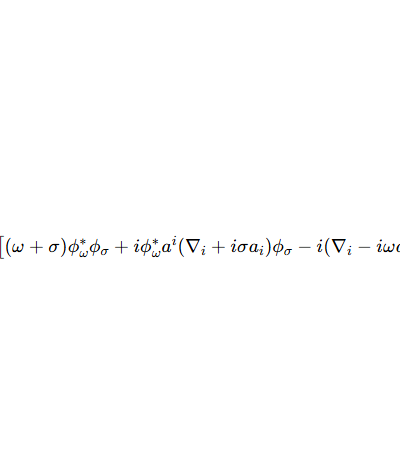 [(ω + σ)ϕ*_ω ϕ_σ + iϕ*_ω a^i(∇_i + iσa_i)ϕ_σ − i(∇_i − iω